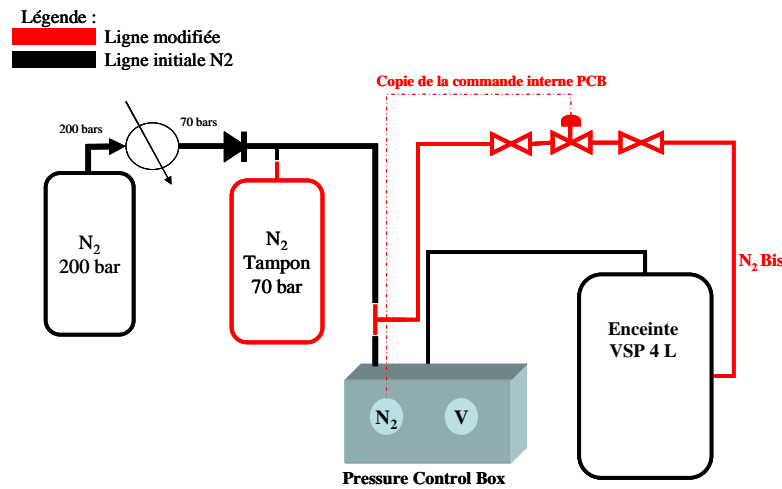 Légende :
Ligne modifiée
Ligne initiale N2
Copie de la commande interne PCB
200 bars
70 bars
N2
200 bar
N2
Tampon
70 bar
N2 Bis
Enceinte
VSP 4 L
N2
V
Pressure Control Box